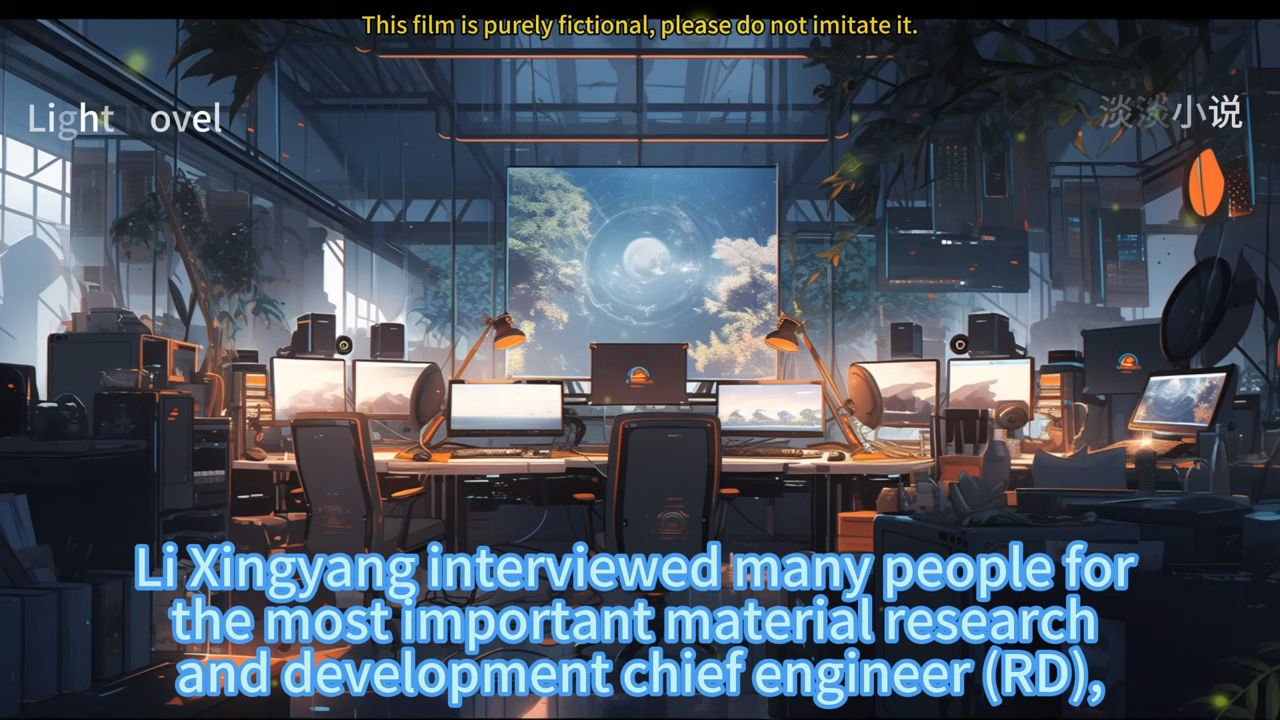 This film is purely fictional, please do not imitate it.
Light Novel
淡淡小说
Li Xingyang interviewed many people for
the most important material research
and development chief engineer (RD),